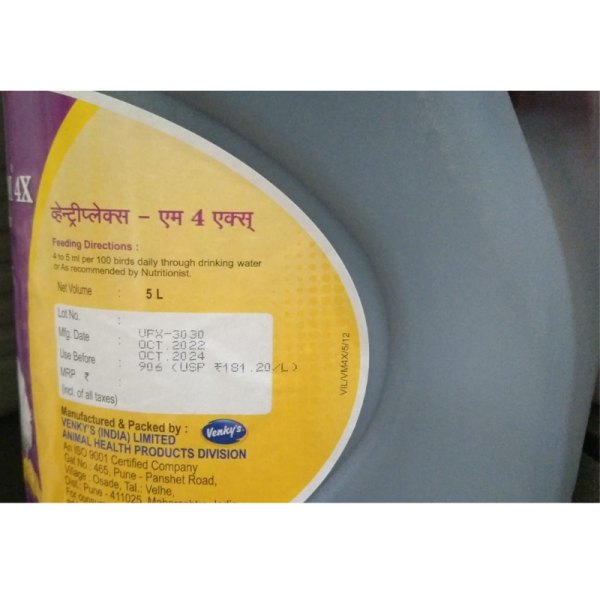 4X
व्हेन्ट्रीप्लेक्स - एम 4 एक्स्
Feeding Directions :
4 to 5 ml per 100 birds daily through drinking water
or As recommended by Nutritionist.
Net Volume : 5 L
Lot No. :
Mfg. Date : VPX-3030
Use Before : OCT.2022
MRP ₹ : OCT.2024
(incl. of all taxes) 906 (USP ₹181.20/L)
VIL/VM4X/5/12
Manufactured & Packed by :
VENKY'S (INDIA) LIMITED
ANIMAL HEALTH PRODUCTS DIVISION
Venky's
An ISO 9001 Certified Company
Gat No.: 465, Pune - Panshet Road,
Village : Osade, Tal.: Velhe,
Dist.: Pune - 411025, Maharashtra, India